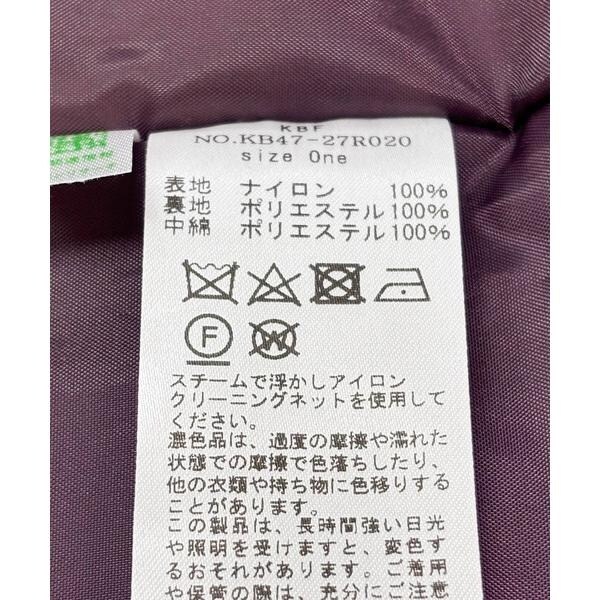 KBF
NO.KB47-27R020
size One
表地 ナイロン 100%
裏地 ポリエステル100%
中綿 ポリエステル100%
F W
スチームで浮かしアイロン
クリーニングネットを使用して
ください。
濃色品は、過度の摩擦や濡れた
状態での摩擦で色落ちしたり、
他の衣類や持ち物に色移りする
ことがあります。
この製品は、長時間強い日光
や照明を受けますと、変色す
るおそれがあります。ご着用
や保管の際は、充分ご注意